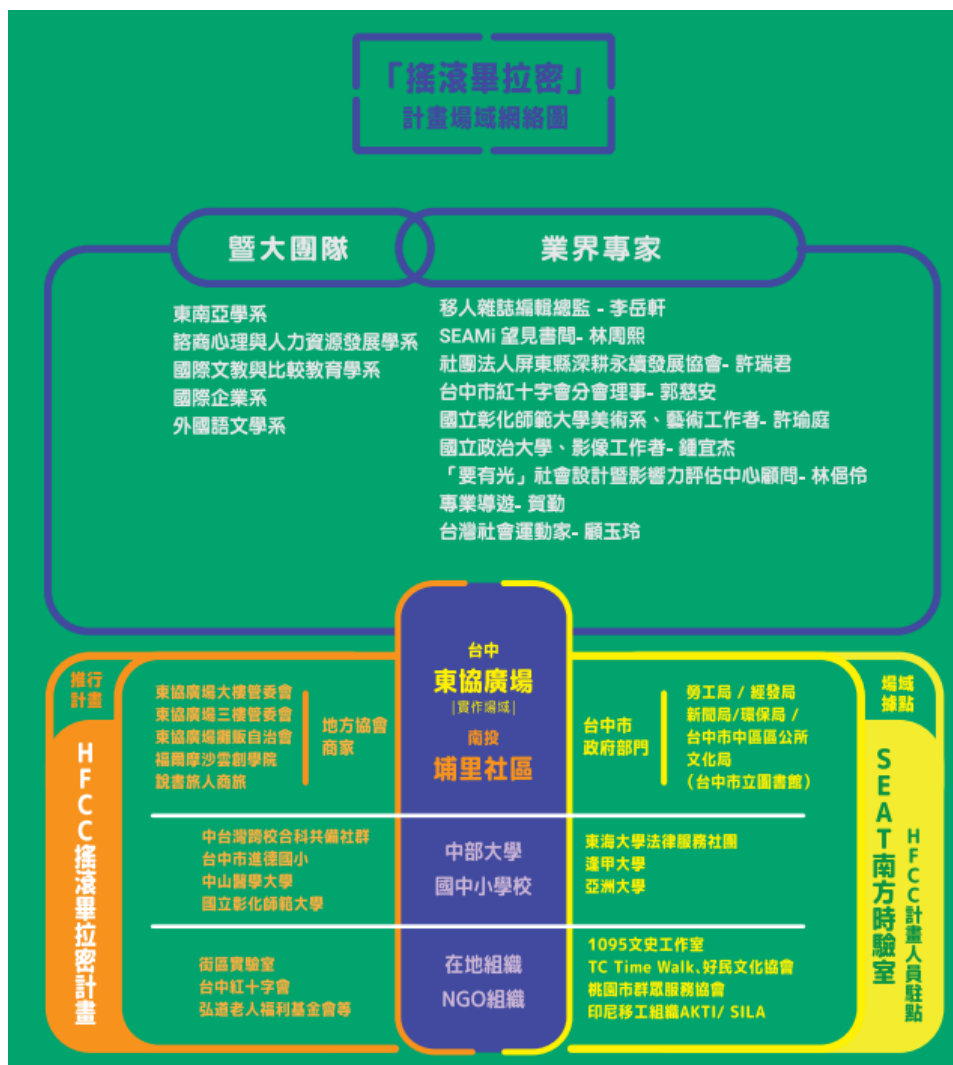 「搖滾畢拉密」
計畫場域網絡圖
暨大團隊
東南亞學系
諮商心理與人力資源發展學系
國際文教與比較教育學系
國際企業系
外國語文學系
業界專家
移人雜誌編輯總監 - 李岳軒
SEAMi 望見書間- 林周熙
社團法人屏東縣深耕永續發展協會- 許瑞君
台中市紅十字會分會理事- 郭慈安
國立彰化師範大學美術系、藝術工作者- 許瑜庭
國立政治大學、影像工作者- 鍾宜杰
「要有光」社會設計暨影響力評估中心顧問- 林俋伶
專業導遊- 賀勤
台灣社會運動家- 顧玉玲
推行
計畫
HFCC搖滾畢拉密計畫
東協廣場大樓管委會
東協廣場三樓管委會
東協廣場攤販自治會
福爾摩沙雲創學院
說書旅人商旅
地方協會
商家
台中
東協廣場
|實作場域|
南投
埔里社區
台中市
政府部門
勞工局 / 經發局
新聞局/環保局 /
台中市中區區公所
文化局
(台中市立圖書館)
場域
據點
SEAT南方時驗室
HFCC計畫人員駐點
中台灣跨校合科共備社群
台中市進德國小
中山醫學大學
國立彰化師範大學
中部大學
國中小學校
東海大學法律服務社團
逢甲大學
亞洲大學
街區實驗室
台中紅十字會
弘道老人福利基金會等
在地組織
NGO組織
1095文史工作室
TC Time Walk、好民文化協會
桃園市群眾服務協會
印尼移工組織AKTI/ SILA